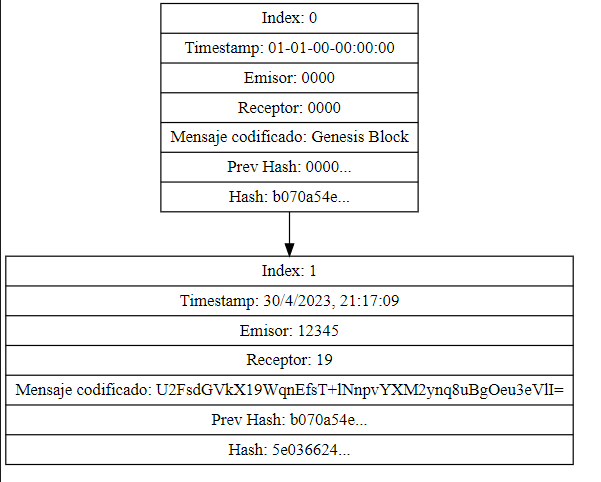 Index: 0
Timestamp: 01-01-00-00:00:00
Emisor: 0000
Receptor: 0000
Mensaje codificado: Genesis Block
Prev Hash: 0000...
Hash: b070a54e...
Index: 1
Timestamp: 30/4/2023, 21:17:09
Emisor: 12345
Receptor: 19
Mensaje codificado: U2FsdGVkX19WqnEfsT+lNnpvYXM2ynq8uBgOeu3eVlI=
Prev Hash: b070a54e...
Hash: 5e036624...